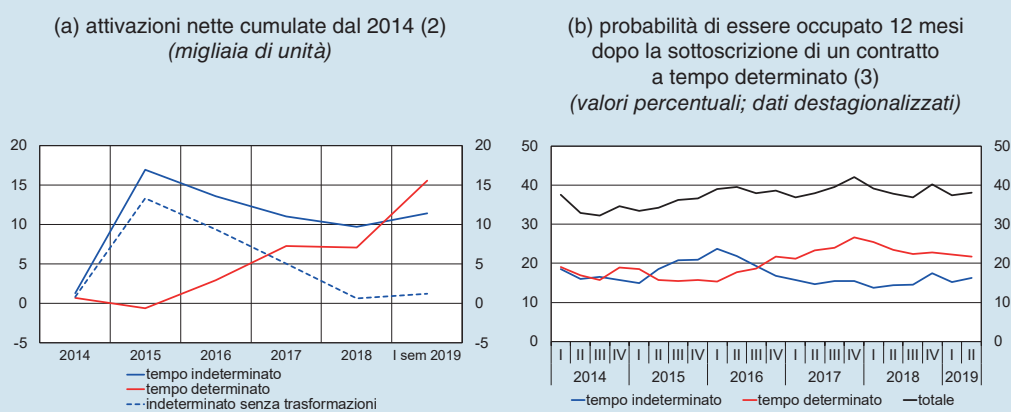 (a) attivazioni nette cumulate dal 2014 (2)
(migliaia di unità)
20 20
15 15
10 10
5 5
0 0
-5 -5
2014 2015 2016 2017 2018 I sem 2019
tempo indeterminato
tempo determinato
indeterminato senza trasformazioni
(b) probabilità di essere occupato 12 mesi
dopo la sottoscrizione di un contratto
a tempo determinato (3)
(valori percentuali; dati destagionalizzati)
50 50
40 40
30 30
20 20
10 10
0 0
I II III IV I II III IV I II III IV I II III IV I II III IV I II
2014 2015 2016 2017 2018 2019
tempo indeterminato tempo determinato totale